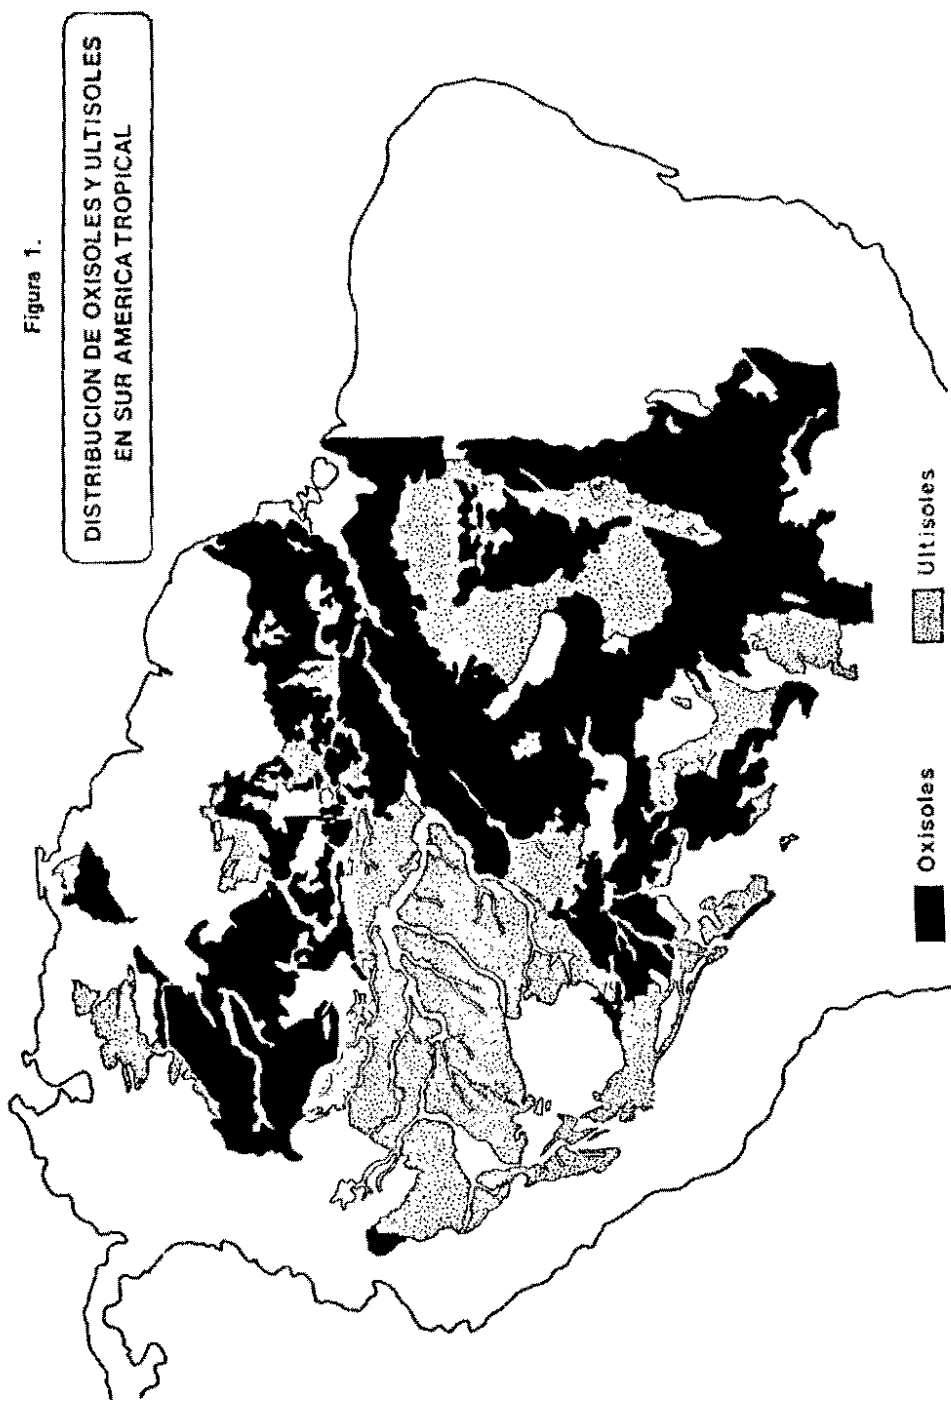 Figura 1.
DISTRIBUCION DE OXISOLES Y ULTISOLES
EN SUR AMERICA TROPICAL
Oxisoles
Ultisoles